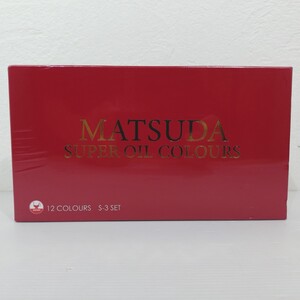 MATSUDA
SUPER OIL COLOURS
12 COLOURS S-3 SET